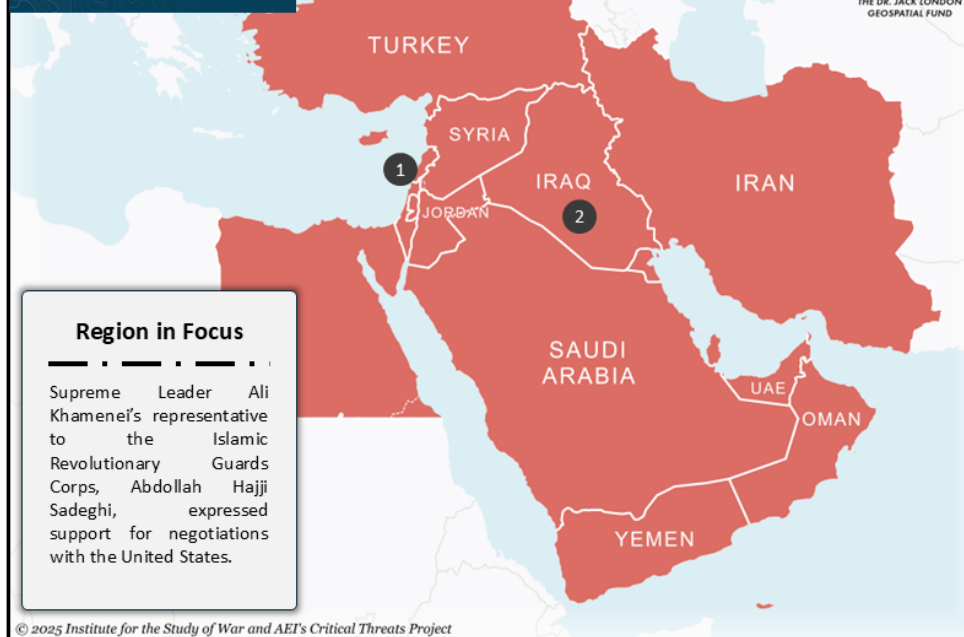 THE DR. JACK LONDON
GEOSPATIAL FUND
TURKEY
SYRIA
1
IRAQ
IRAN
JORDAN
2
Region in Focus
Supreme Leader Ali
Khamenei’s representative
to the Islamic
Revolutionary Guards
Corps, Abdollah Hajji
Sadeghi, expressed
support for negotiations
with the United States.
SAUDI
ARABIA
UAE
OMAN
YEMEN
© 2025 Institute for the Study of War and AEI's Critical Threats Project